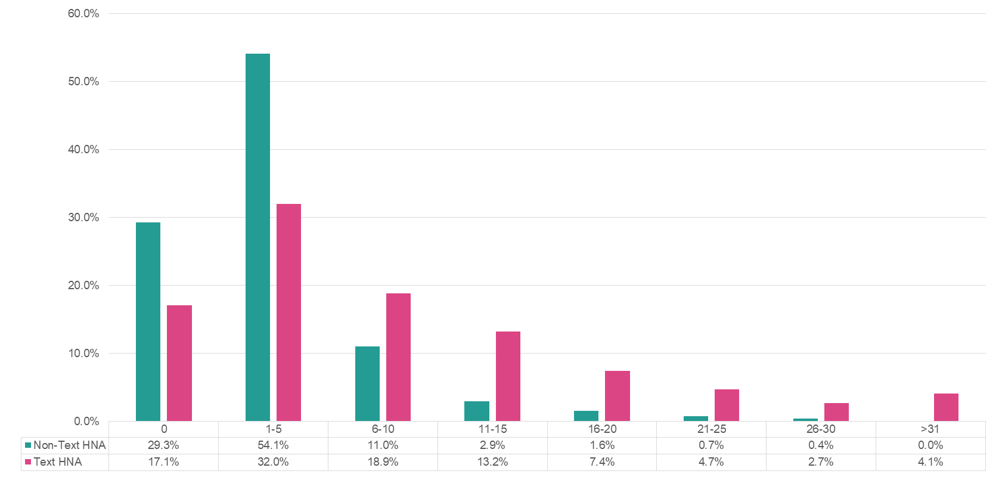 60.0%
50.0%
40.0%
30.0%
20.0%
10.0%
0.0%
0 1-5 6-10 11-15 16-20 21-25 26-30 >31
Non-Text HNA 29.3% 54.1% 11.0% 2.9% 1.6% 0.7% 0.4% 0.0%
Text HNA 17.1% 32.0% 18.9% 13.2% 7.4% 4.7% 2.7% 4.1%